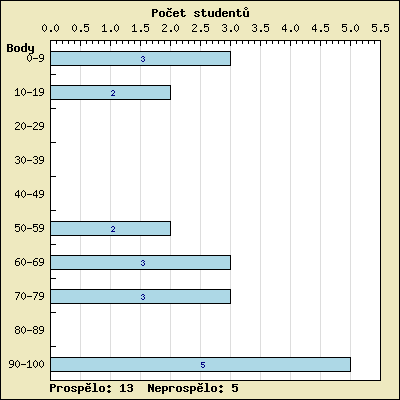 Počet studentů
0.0 0.5 1.0 1.5 2.0 2.5 3.0 3.5 4.0 4.5 5.0 5.5
Body
0-9 3
10-19 2
20-29
30-39
40-49
50-59 2
60-69 3
70-79 3
80-89
90-100 5
Prospělo: 13 Neprospělo: 5